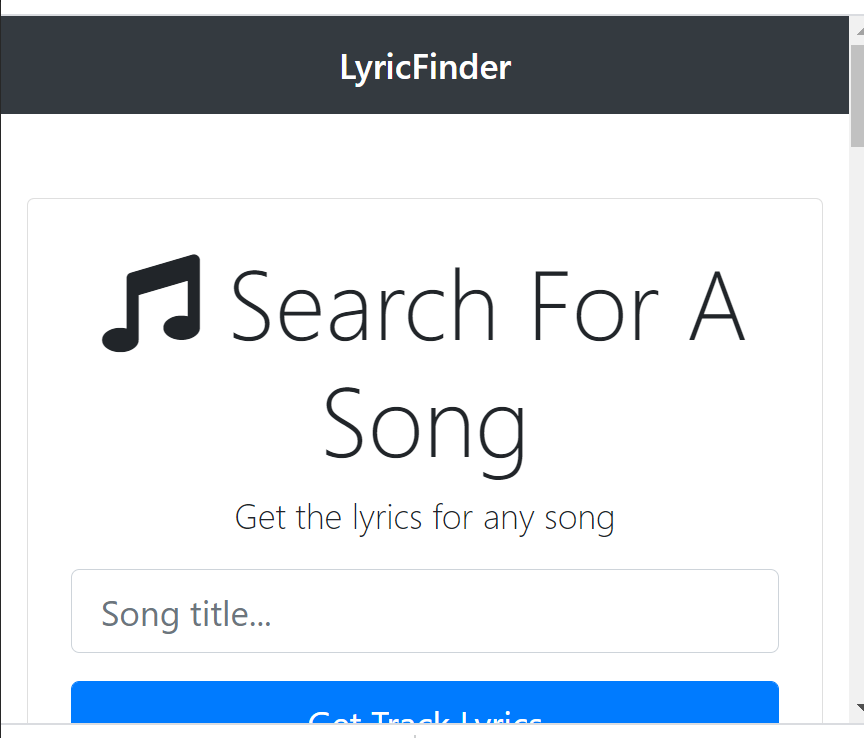 LyricFinder
Search For A
Song
Get the lyrics for any song
Song title...
Get Track Lyrics